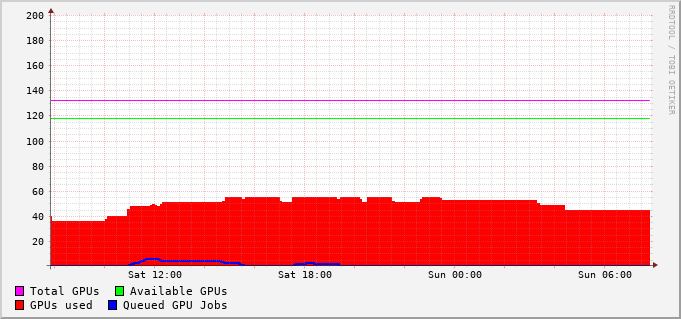 RRDTOOL / TOBI OETIKER
200
180
160
140
120
100
80
60
40
20
Sat 12:00 Sat 18:00 Sun 00:00 Sun 06:00
Total GPUs Available GPUs
GPUs used Queued GPU Jobs